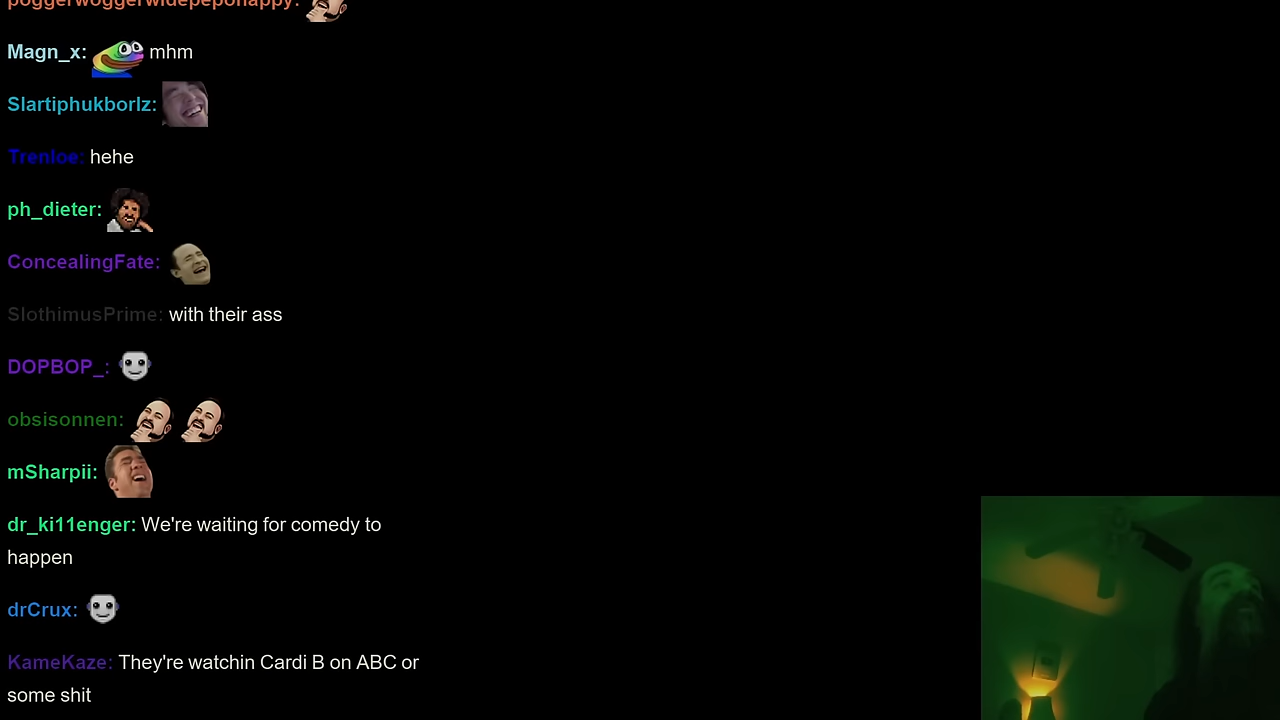 poggerwoggerwidepepohappy:
Magn_x: mhm
Slartiphukborlz:
Trenloe: hehe
ph_dieter:
ConcealingFate:
SlothimusPrime: with their ass
DOPBOP_:
obsisonnen:
mSharpii:
dr_ki11enger: We're waiting for comedy to
happen
drCrux:
KameKaze: They're watchin Cardi B on ABC or
some shit